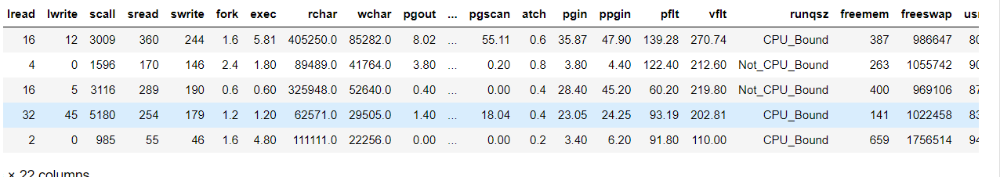 lread lwrite scall sread swrite fork exec rchar wchar pgout ... pgscan atch pgin ppgin pflt vflt runqsz freemem freeswap usr
16 12 3009 360 244 1.6 5.81 405250.0 85282.0 8.02 ... 55.11 0.6 35.87 47.90 139.28 270.74 CPU_Bound 387 986647 80
4 0 1596 170 146 2.4 1.80 89489.0 41764.0 3.80 ... 0.20 0.8 3.80 4.40 122.40 212.60 Not_CPU_Bound 263 1055742 90
16 5 3116 289 190 0.6 0.60 325948.0 52640.0 0.40 ... 0.00 0.4 28.40 45.20 60.20 219.80 Not_CPU_Bound 400 969106 87
32 45 5180 254 179 1.2 1.20 62571.0 29505.0 1.40 ... 18.04 0.4 23.05 24.25 93.19 202.81 CPU_Bound 141 1022458 83
2 0 985 55 46 1.6 4.80 111111.0 22256.0 0.00 ... 0.00 0.2 3.40 6.20 91.80 110.00 CPU_Bound 659 1756514 94
× 22 columns